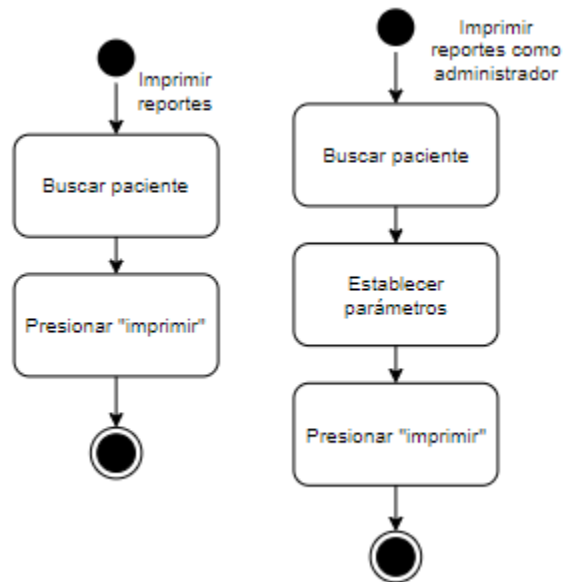 Imprimir
reportes
Buscar paciente
Presionar "imprimir"
Imprimir
reportes como
administrador
Buscar paciente
Establecer
parámetros
Presionar "imprimir"